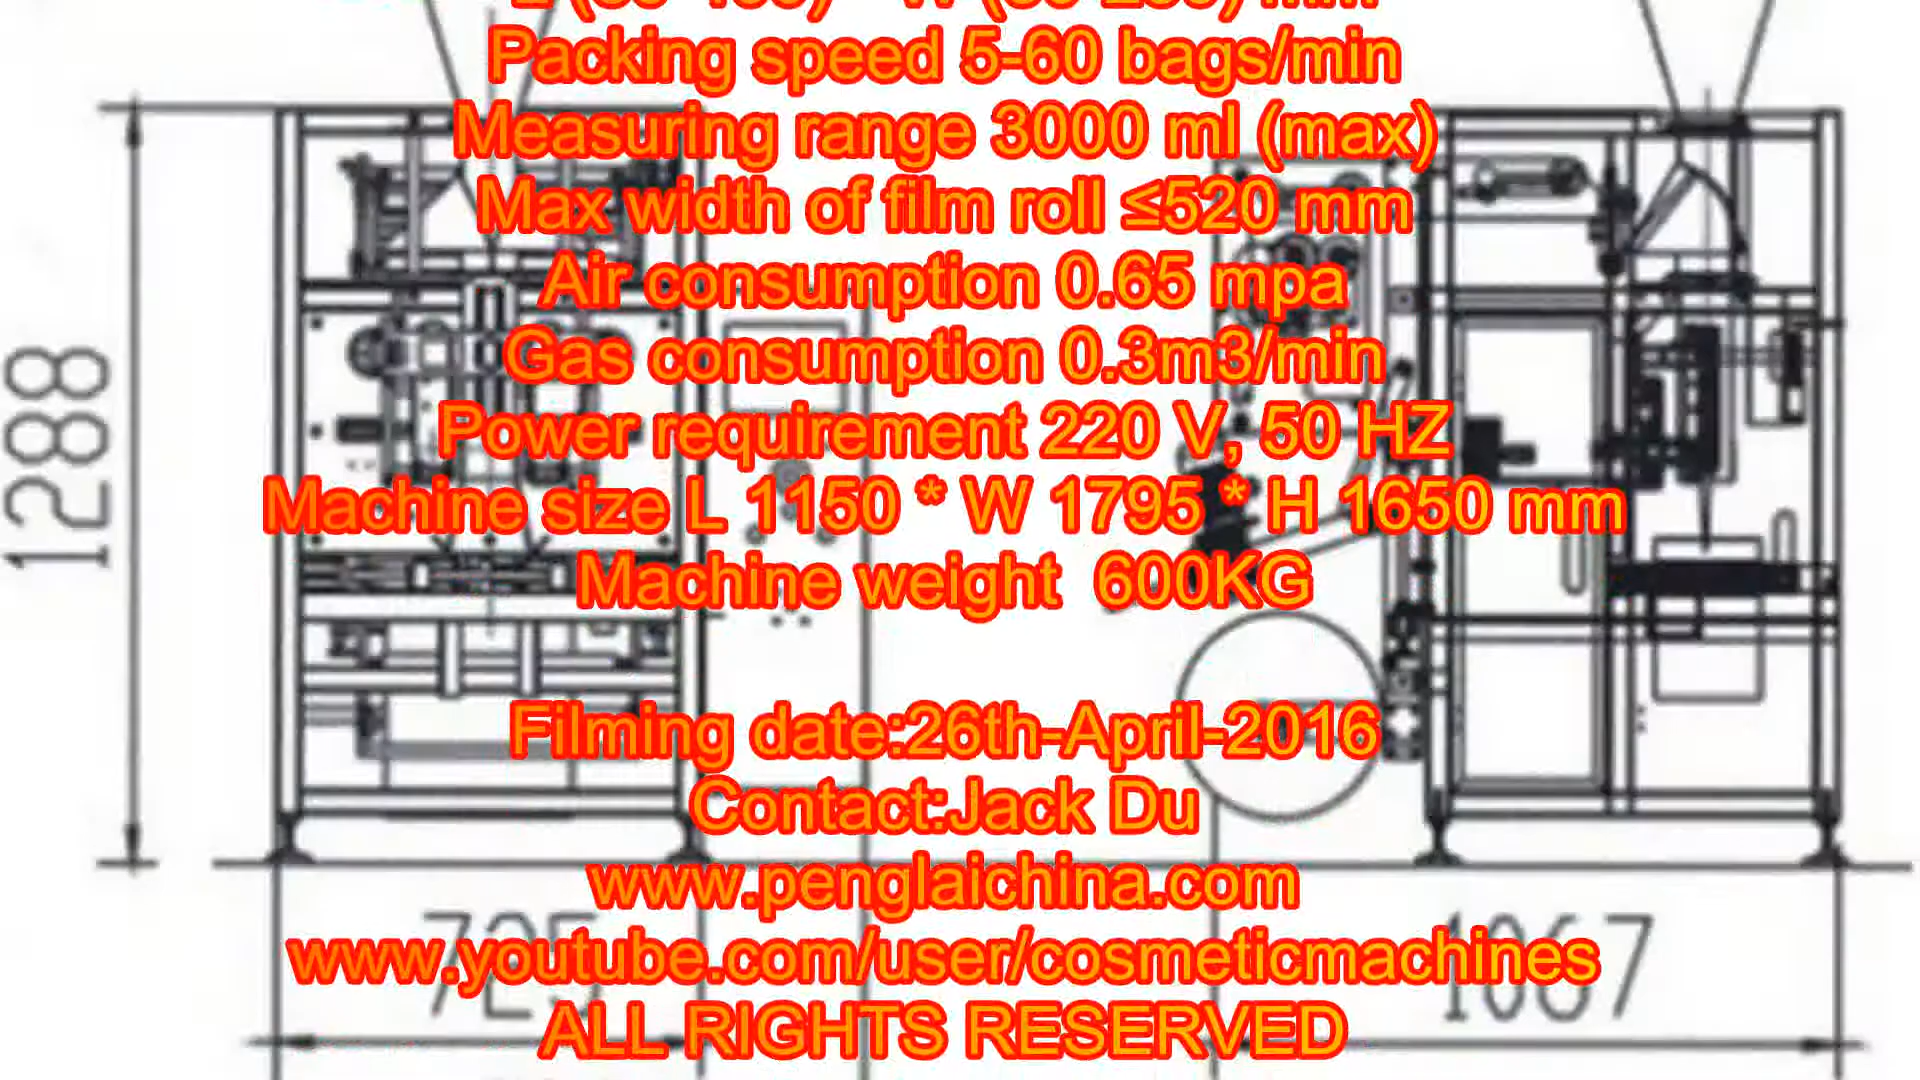 Packing speed 5-60 bags/min
Measuring range 3000 ml (max)
Max width of film roll ≤520 mm
Air consumption 0.65 mpa
Gas consumption 0.3m3/min
Power requirement 220 V, 50 HZ
Machine size L 1150 * W 1795 * H 1650 mm
Machine weight  600KG
1288
Filming date:26th-April-2016
Contact:Jack Du
www.penglaichina.com
www.youtube.com/user/cosmeticmachines
725
1067
ALL RIGHTS RESERVED